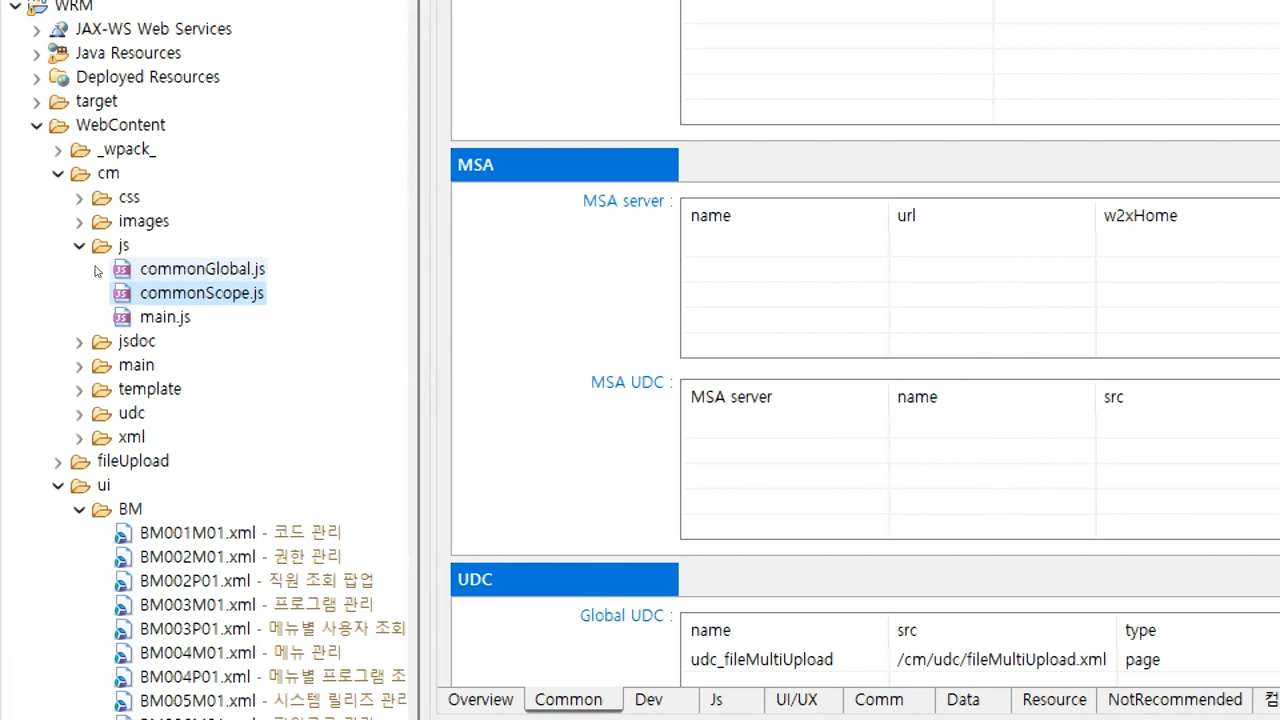 WRM
JAX-WS Web Services
Java Resources
Deployed Resources
target
WebContent
_wpack_
cm
css
images
js
commonGlobal.js
commonScope.js
main.js
jsdoc
main
template
udc
xml
fileUpload
ui
BM
BM001M01.xml - 코드 관리
BM002M01.xml - 권한 관리
BM002P01.xml - 직원 조회 팝업
BM003M01.xml - 프로그램 관리
BM003P01.xml - 메뉴별 사용자 조회
BM004M01.xml - 메뉴 관리
BM004P01.xml - 메뉴별 프로그램 조
BM005M01.xml - 시스템 릴리즈 관리
MSA
MSA server :
name url w2xHome
MSA UDC :
MSA server name src
UDC
Global UDC :
name src type
udc_fileMultiUpload /cm/udc/fileMultiUpload.xml page
Overview Common Dev Js UI/UX Comm Data Resource NotRecommended 컴